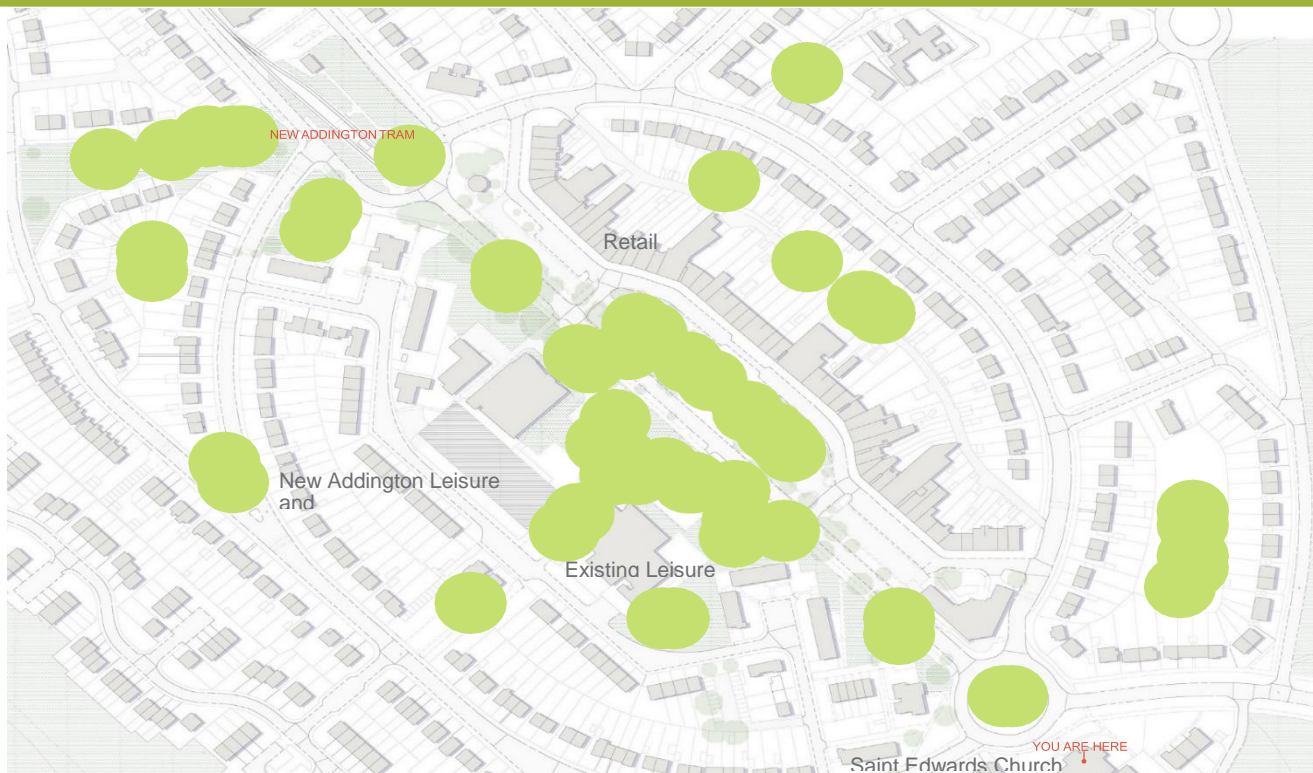 NEW ADDINGTON TRAM
Retail
New Addington Leisure
and
Existing Leisure
YOU ARE HERE
Saint Edwards Church